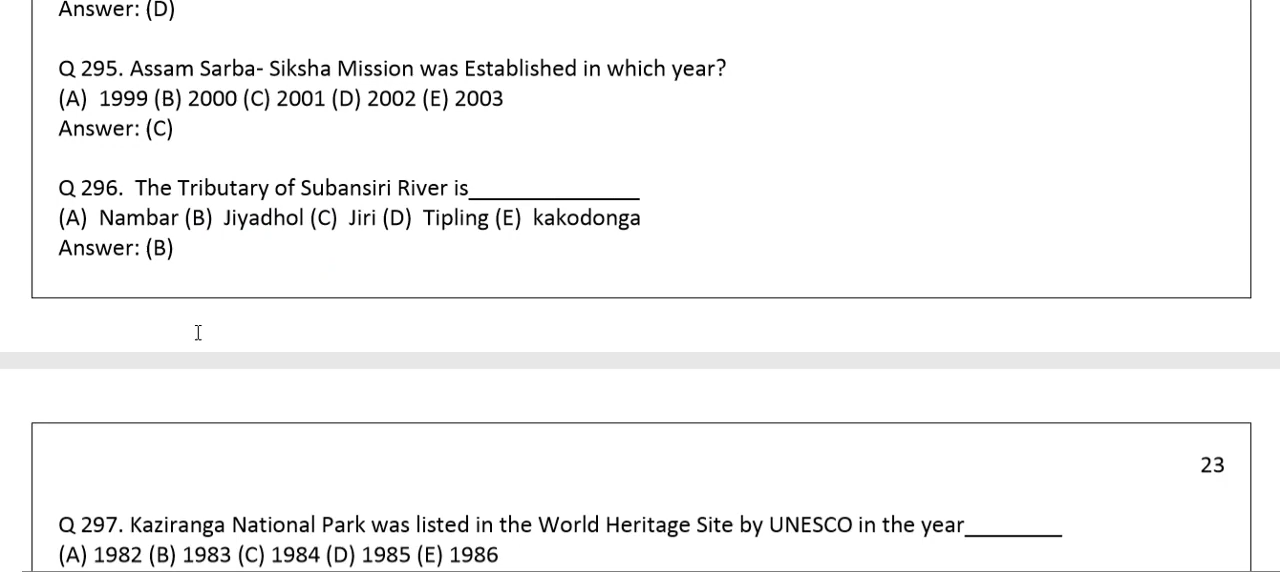 Answer: (D)
Q 295. Assam Sarba- Siksha Mission was Established in which year?
(A) 1999 (B) 2000 (C) 2001 (D) 2002 (E) 2003
Answer: (C)
Q 296. The Tributary of Subansiri River is_______________
(A) Nambar (B) Jiyadhol (C) Jiri (D) Tipling (E) kakodonga
Answer: (B)
23
Q 297. Kaziranga National Park was listed in the World Heritage Site by UNESCO in the year________
(A) 1982 (B) 1983 (C) 1984 (D) 1985 (E) 1986